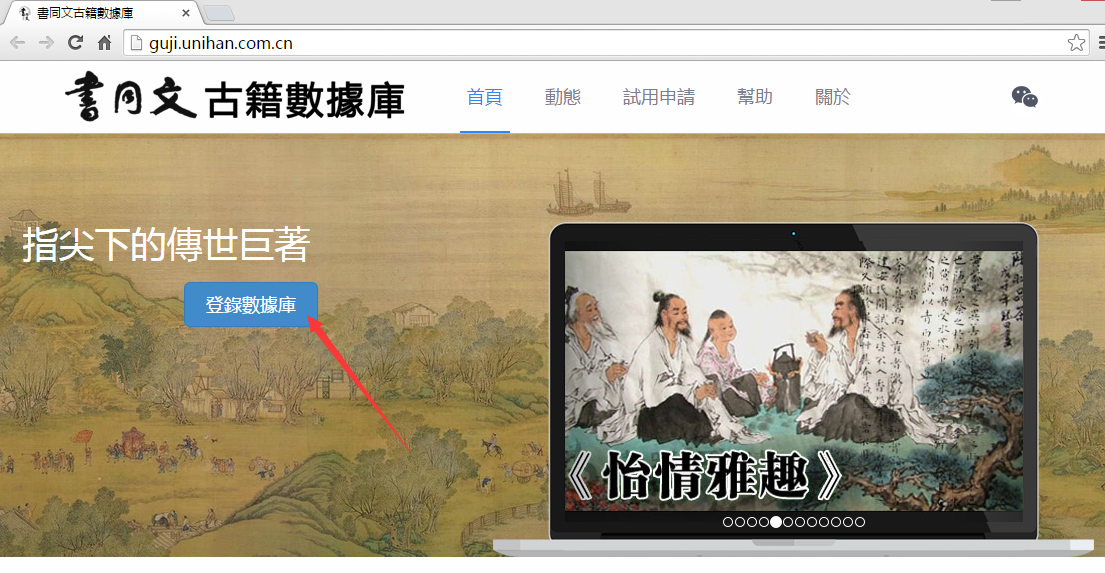 書同文古籍數據庫
guji.unihan.com.cn
書同文古籍數據庫
首頁 動態 試用申請 幫助 關於
指尖下的傳世巨著
登錄數據庫
《怡情雅趣》